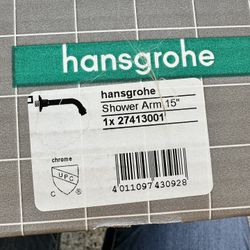 hansgrohe
hansgrohe
Shower Arm 15"
1x 27413001
chrome
UPC
C ®
4 011097 430928